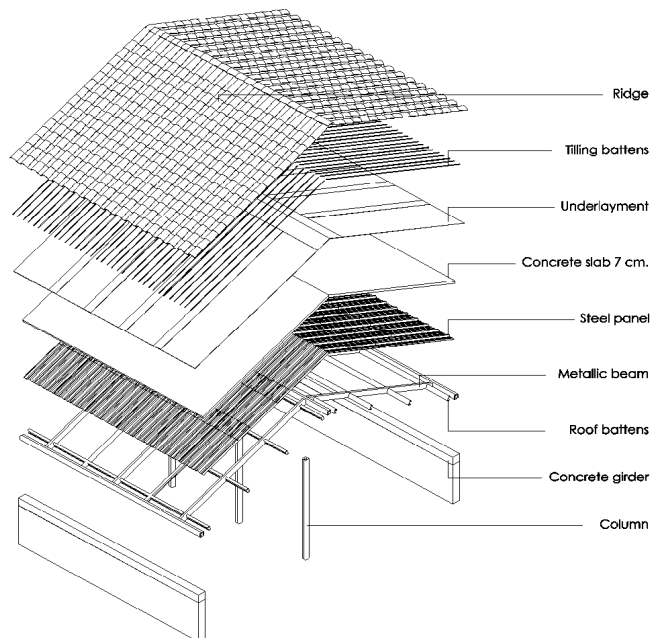 Ridge
Tilling battens
Underlayment
Concrete slab 7 cm.
Steel panel
Metallic beam
Roof battens
Concrete girder
Column